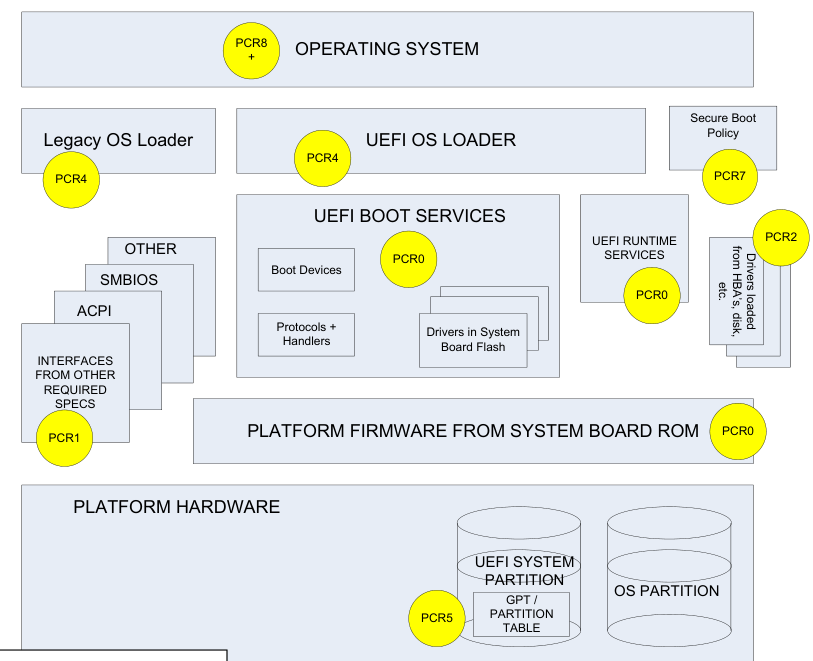 PCR8
+
OPERATING SYSTEM
Legacy OS Loader
PCR4
UEFI OS LOADER
PCR4
Secure Boot
Policy
PCR7
UEFI BOOT SERVICES
PCR0
Boot Devices
Protocols +
Handlers
Drivers in System
Board Flash
UEFI RUNTIME
SERVICES
PCR0
PCR2
Drivers loaded
from HBA's, disk,
etc.
OTHER
SMBIOS
ACPI
INTERFACES
FROM OTHER
REQUIRED
SPECS
PCR1
PLATFORM FIRMWARE FROM SYSTEM BOARD ROM
PCR0
PLATFORM HARDWARE
UEFI SYSTEM
PARTITION
GPT /
PARTITION
TABLE
PCR5
OS PARTITION